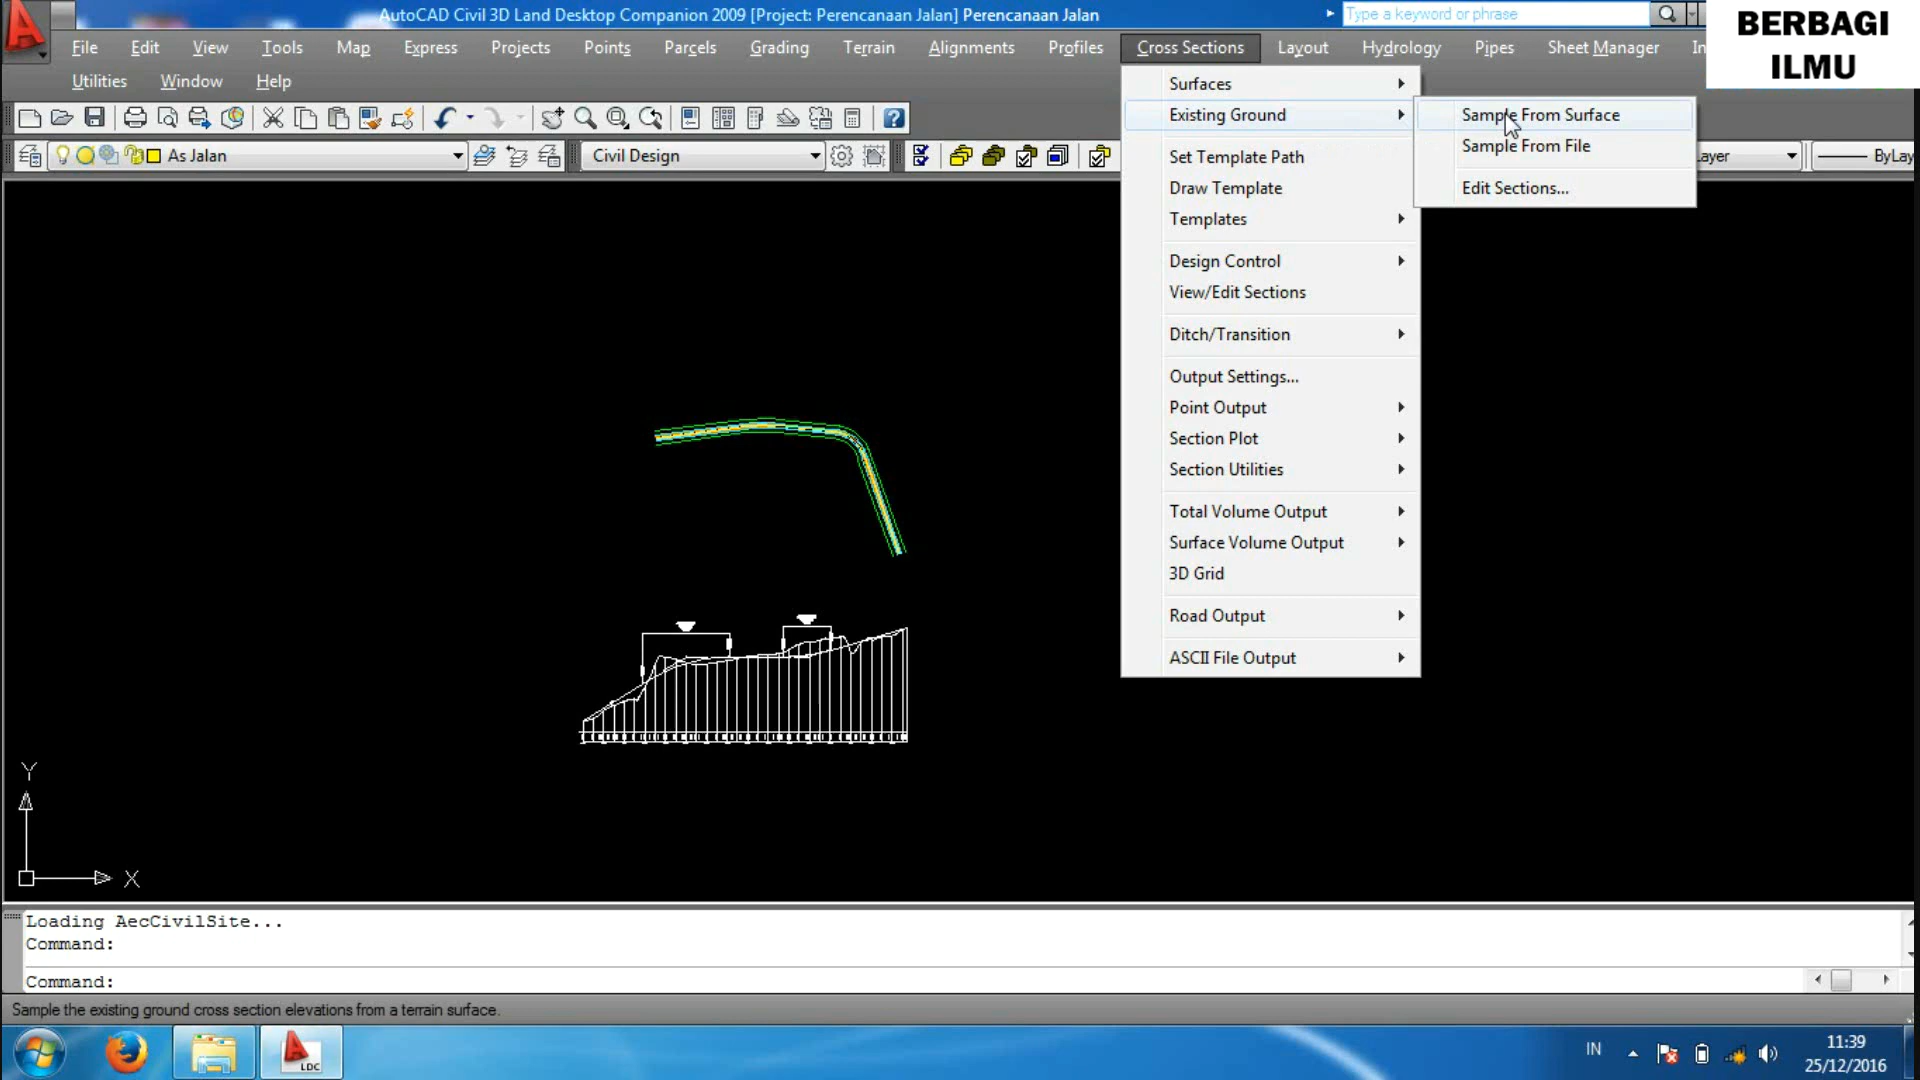 AutoCAD Civil 3D Land Desktop Companion 2009 [Project: Perencanaan Jalan] Perencanaan Jalan
Type a keyword or phrase
BERBAGI
ILMU
File Edit View Tools Map Express Projects Points Parcels Grading Terrain Alignments Profiles Cross Sections Layout Hydrology Pipes Sheet Manager In
Utilities Window Help
As Jalan
Civil Design
ayer
ByLay
Surfaces
Existing Ground
Set Template Path
Draw Template
Templates
Design Control
View/Edit Sections
Ditch/Transition
Output Settings...
Point Output
Section Plot
Section Utilities
Total Volume Output
Surface Volume Output
3D Grid
Road Output
ASCII File Output
Sample From Surface
Sample From File
Edit Sections...
Y
X
Loading AecCivilSite...
Command:
Command:
Sample the existing ground cross section elevations from a terrain surface.
LDC
IN
11:39
25/12/2016